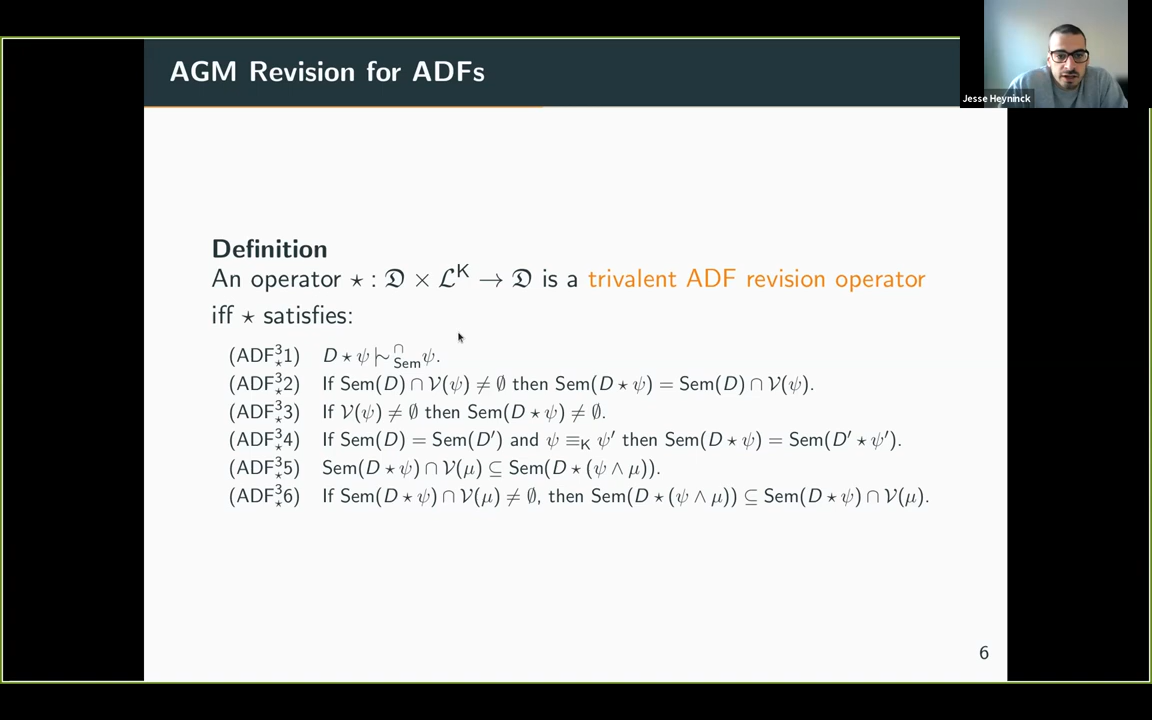 AGM Revision for ADFs
Jesse Heyninck
Definition
An operator ⋆ : 𝔇 × ℒᴷ → 𝔇 is a trivalent ADF revision operator
iff ⋆ satisfies:
(ADF³⋆1) D ⋆ ψ |∼^∩_Sem ψ.
(ADF³⋆2) If Sem(D) ∩ 𝒱(ψ) ≠ ∅ then Sem(D ⋆ ψ) = Sem(D) ∩ 𝒱(ψ).
(ADF³⋆3) If 𝒱(ψ) ≠ ∅ then Sem(D ⋆ ψ) ≠ ∅.
(ADF³⋆4) If Sem(D) = Sem(D′) and ψ ≡_K ψ′ then Sem(D ⋆ ψ) = Sem(D′ ⋆ ψ′).
(ADF³⋆5) Sem(D ⋆ ψ) ∩ 𝒱(μ) ⊆ Sem(D ⋆ (ψ ∧ μ)).
(ADF³⋆6) If Sem(D ⋆ ψ) ∩ 𝒱(μ) ≠ ∅, then Sem(D ⋆ (ψ ∧ μ)) ⊆ Sem(D ⋆ ψ) ∩ 𝒱(μ).
6